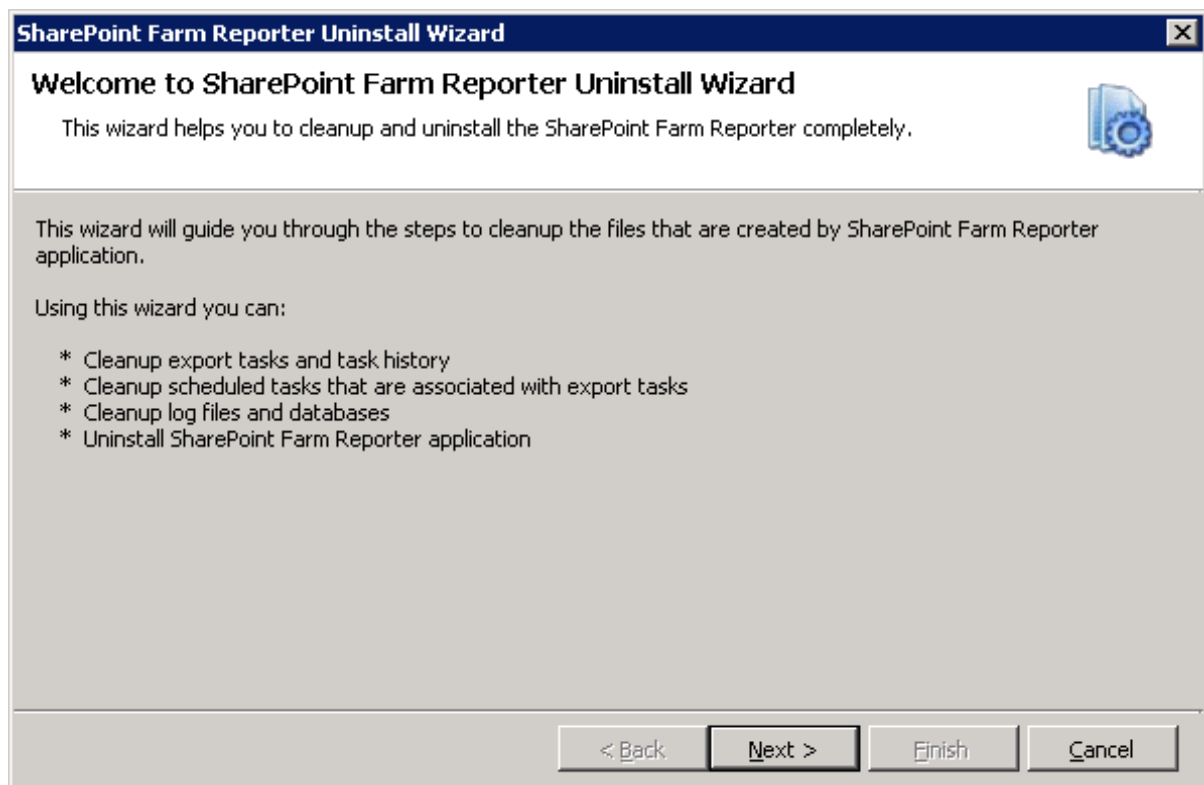 SharePoint Farm Reporter Uninstall Wizard
Welcome to SharePoint Farm Reporter Uninstall Wizard
This wizard helps you to cleanup and uninstall the SharePoint Farm Reporter completely.
This wizard will guide you through the steps to cleanup the files that are created by SharePoint Farm Reporter
application.
Using this wizard you can:
* Cleanup export tasks and task history
* Cleanup scheduled tasks that are associated with export tasks
* Cleanup log files and databases
* Uninstall SharePoint Farm Reporter application
< Back Next > Finish Cancel